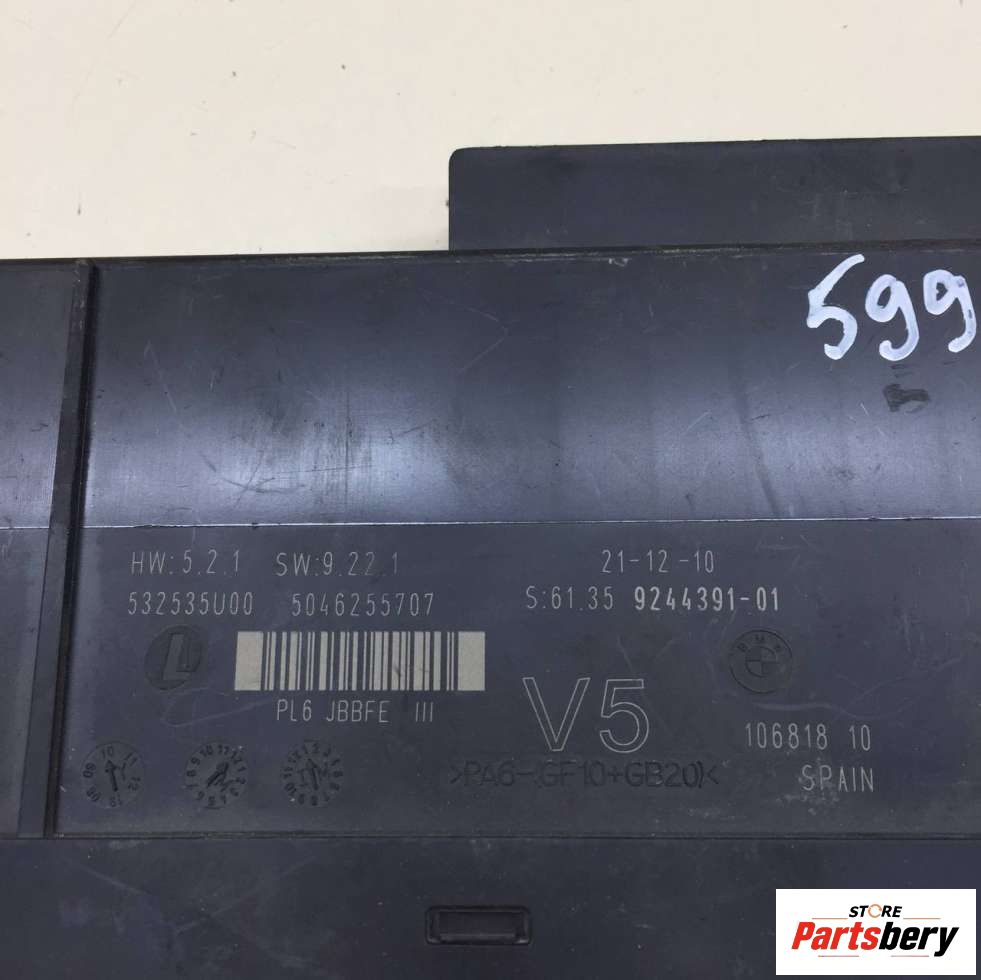 599
HW:5.2.1 SW:9.22.1 21-12-10
532535U00 5046255707 S:61.35 9244391-01
L
BMW
PL6 JBBFE III
V5
106818 10
>PA6-(GF10+GB20)<
SPAIN
STORE
Partsbery